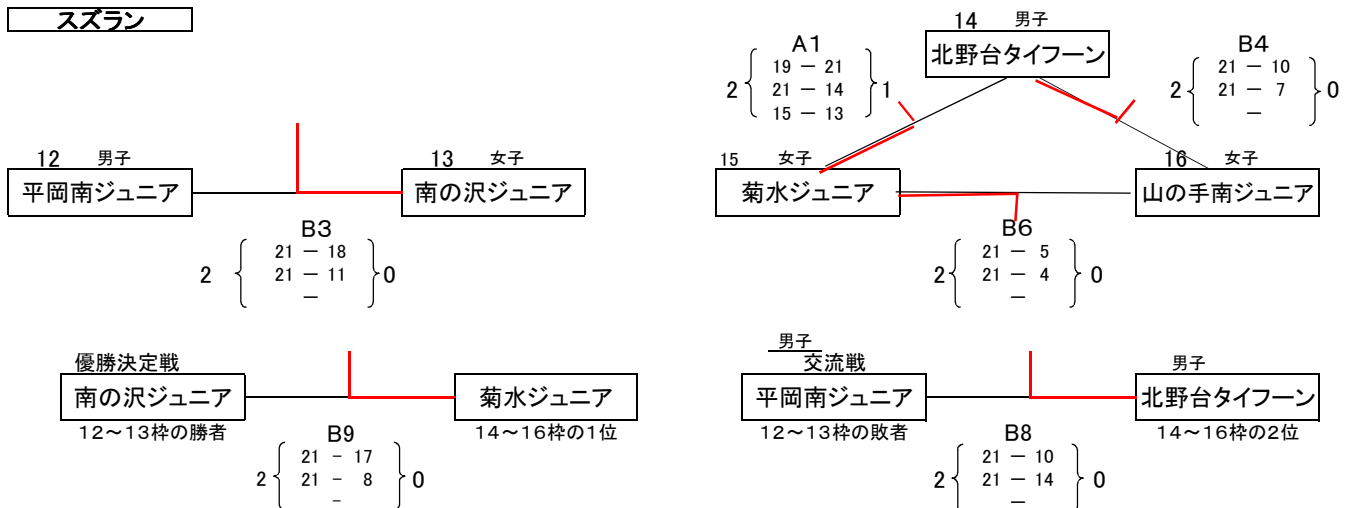 スズラン
12 男子
平岡南ジュニア
13 女子
南の沢ジュニア
B3
21 － 18
2 21 － 11 0
－
14 男子
北野台タイフーン
A1
19 － 21
2 21 － 14 1
15 － 13
B4
21 － 10
2 21 － 7 0
－
15 女子
菊水ジュニア
16 女子
山の手南ジュニア
B6
21 － 5
2 21 － 4 0
－
優勝決定戦
南の沢ジュニア
菊水ジュニア
12～13枠の勝者
14～16枠の1位
B9
21 - 17
2 21 - 8 0
-
男子
交流戦
男子
平岡南ジュニア
北野台タイフーン
12～13枠の敗者
14～16枠の2位
B8
21 － 10
2 21 － 14 0
－